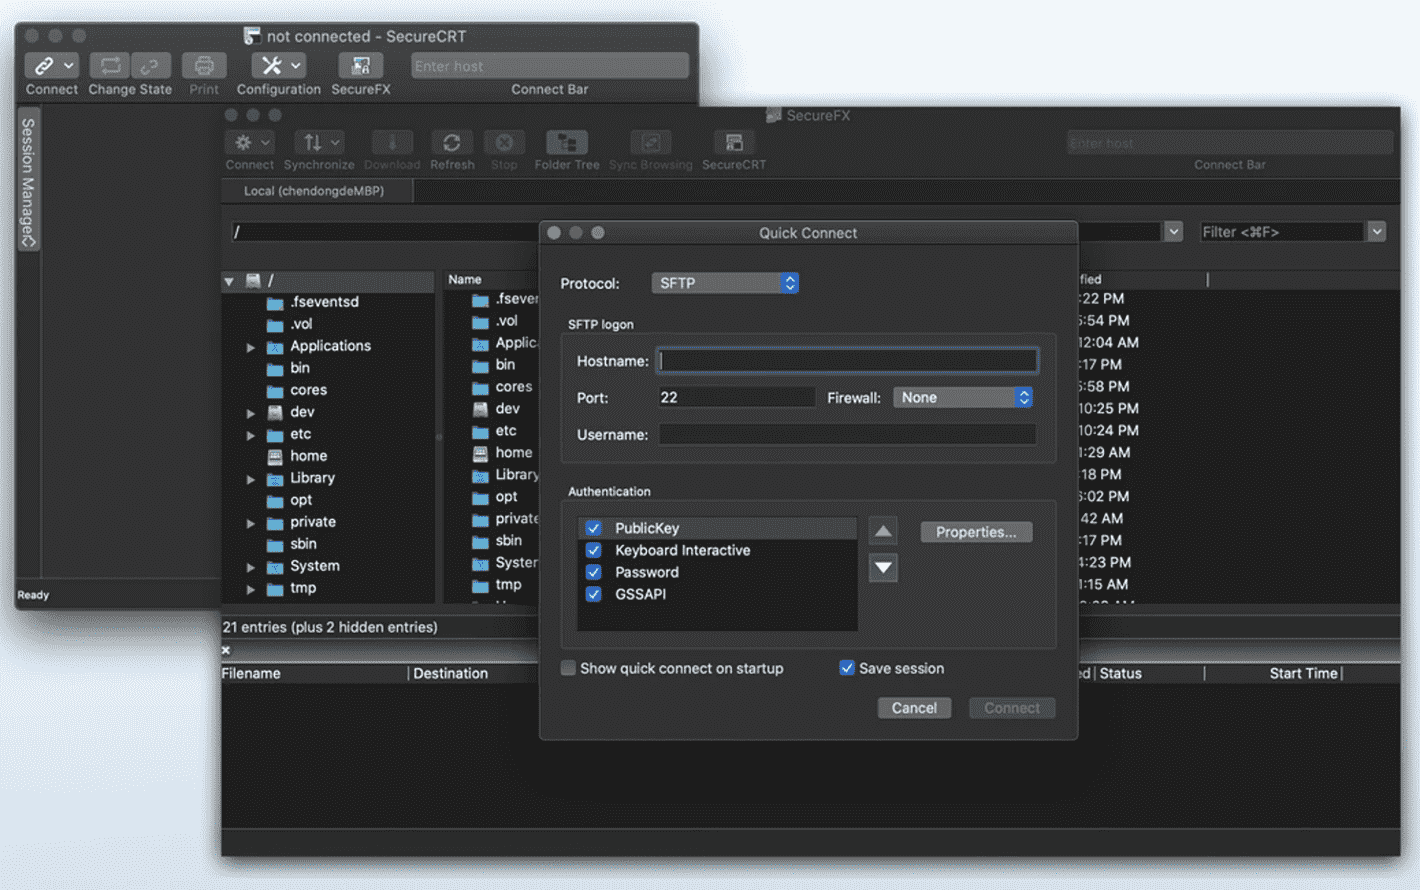 not connected - SecureCRT
Enter host
Connect Change State Print Configuration SecureFX Connect Bar
Session Manager
Ready
SecureFX
Enter host
Connect Synchronize Download Refresh Stop Folder Tree Sync Browsing SecureCRT Connect Bar
Local (chendongdeMBP)
/
Filter <⌘F>
/
.fseventsd
.vol
Applications
bin
cores
dev
etc
home
Library
opt
private
sbin
System
tmp
Name
.fsever
.vol
Applic
bin
cores
dev
etc
home
Library
opt
private
sbin
System
tmp
fied
:22 PM
5:54 PM
12:04 AM
:17 PM
5:58 PM
10:25 PM
10:24 PM
1:29 AM
:18 PM
6:02 PM
42 AM
:17 PM
4:23 PM
1:15 AM
21 entries (plus 2 hidden entries)
Filename Destination ed Status Start Time
Quick Connect
Protocol: SFTP
SFTP logon
Hostname:
Port: 22 Firewall: None
Username:
Authentication
PublicKey
Keyboard Interactive
Password
GSSAPI
Properties...
Show quick connect on startup Save session
Cancel Connect